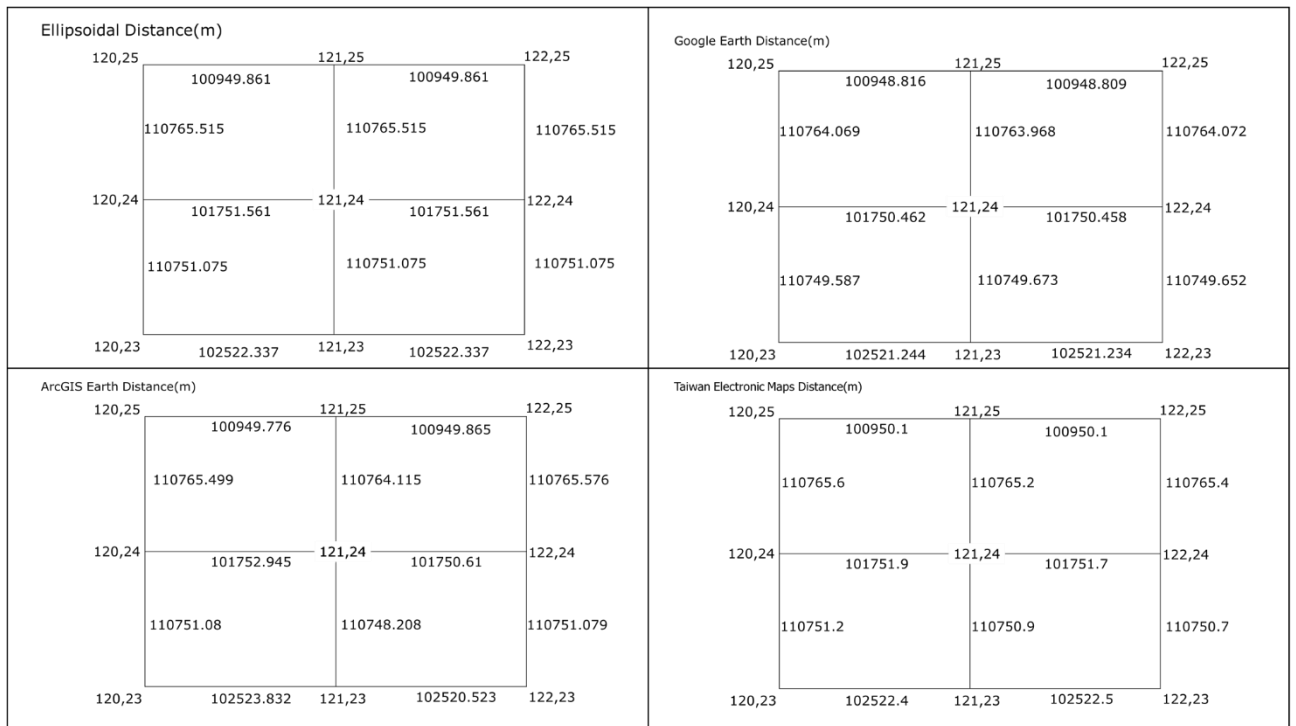 Ellipsoidal Distance(m)
120,25 121,25 122,25
100949.861 100949.861
110765.515 110765.515 110765.515
120,24 121,24 122,24
101751.561 101751.561
110751.075 110751.075 110751.075
120,23 121,23 122,23
102522.337 102522.337
Google Earth Distance(m)
120,25 121,25 122,25
100948.816 100948.809
110764.069 110763.968 110764.072
120,24 121,24 122,24
101750.462 101750.458
110749.587 110749.673 110749.652
120,23 102521.244 121,23 102521.234 122,23
ArcGIS Earth Distance(m)
120,25 121,25 122,25
100949.776 100949.865
110765.499 110764.115 110765.576
120,24 121,24 122,24
101752.945 101750.61
110751.08 110748.208 110751.079
120,23 102523.832 121,23 102520.523 122,23
Taiwan Electronic Maps Distance(m)
120,25 121,25 122,25
100950.1 100950.1
110765.6 110765.2 110765.4
120,24 121,24 122,24
101751.9 101751.7
110751.2 110750.9 110750.7
120,23 102522.4 121,23 102522.5 122,23